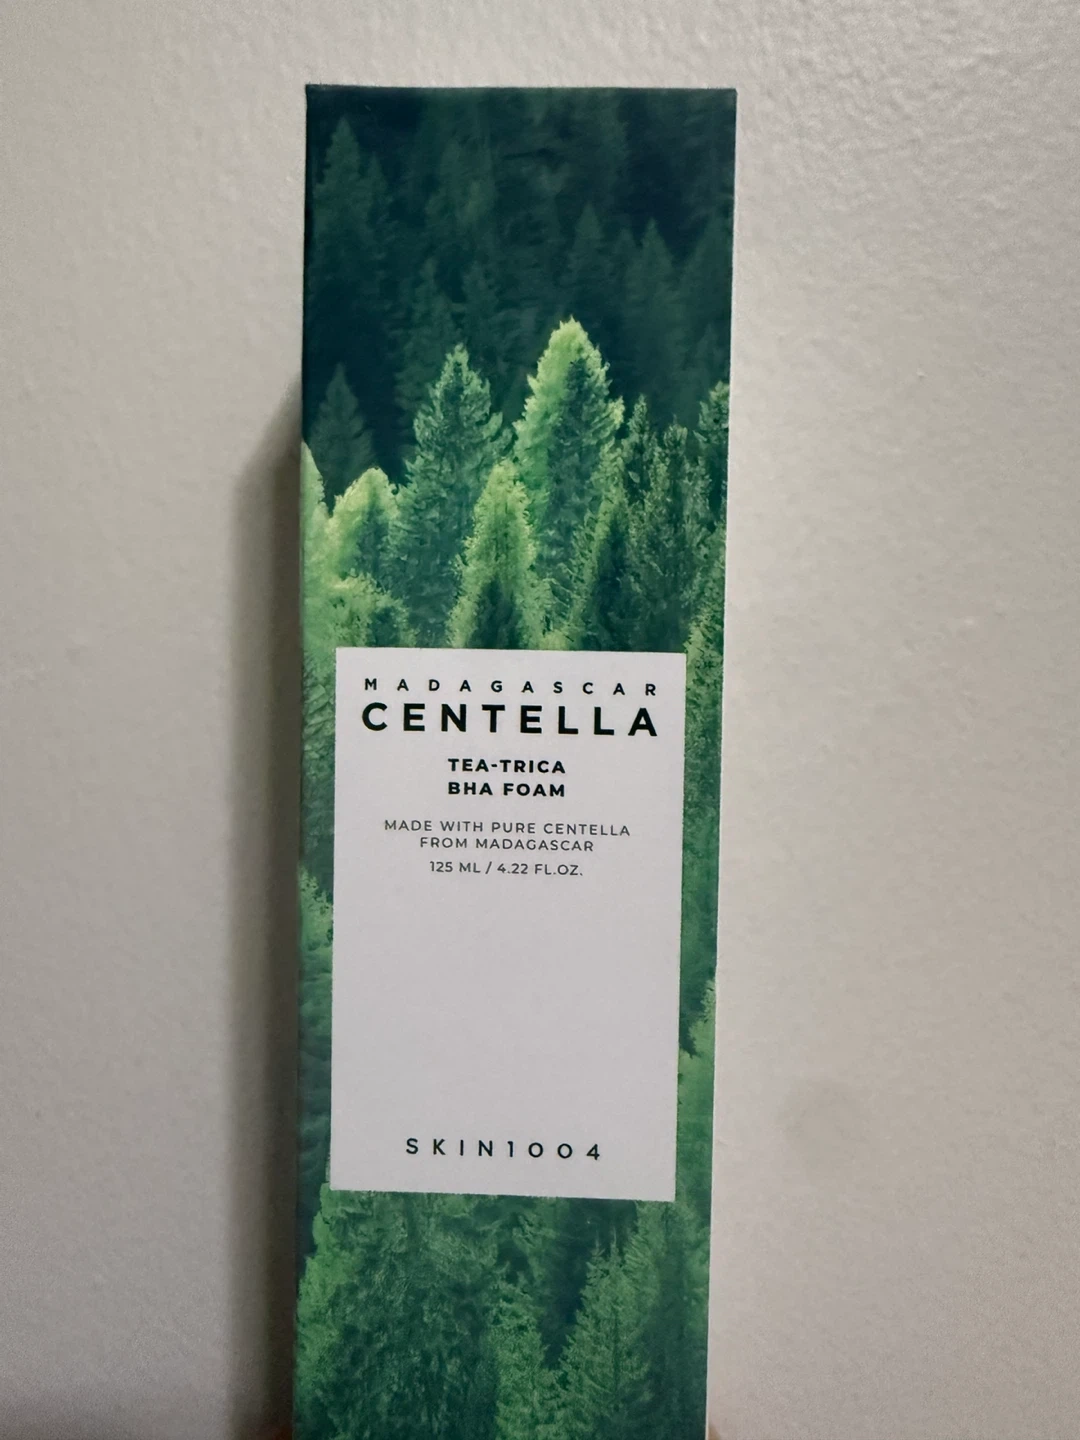 MADAGASCAR
CENTELLA
TEA-TRICA
BHA FOAM
MADE WITH PURE CENTELLA
FROM MADAGASCAR
125 ML / 4.22 FL.OZ.
SKIN1004